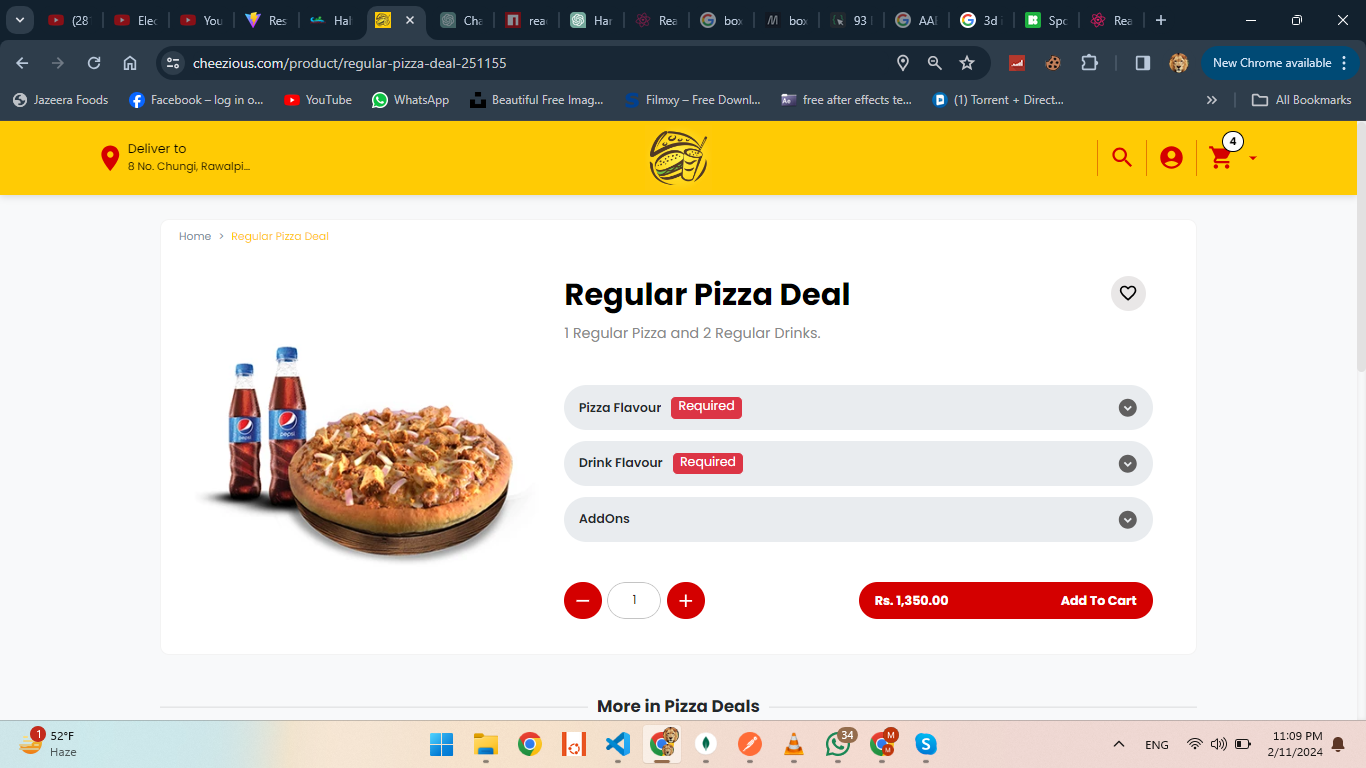 (28
Elec
You
Res
Hal
Cha
reac
Har
Rea
box
box
93 
AAI
3d i
Spo
Rea
cheezious.com/product/regular-pizza-deal-251155
New Chrome available
Jazeera Foods
Facebook – log in o...
YouTube
WhatsApp
Beautiful Free Imag...
Filmxy – Free Downl...
free after effects te...
(1) Torrent + Direct...
All Bookmarks
Deliver to
8 No. Chungi, Rawalpi...
4
Home > Regular Pizza Deal
Regular Pizza Deal
1 Regular Pizza and 2 Regular Drinks.
pepsi
pepsi
Pizza Flavour Required
Drink Flavour Required
AddOns
1
Rs. 1,350.00 Add To Cart
More in Pizza Deals
1
52°F
Haze
34
M
M
ENG
11:09 PM
2/11/2024